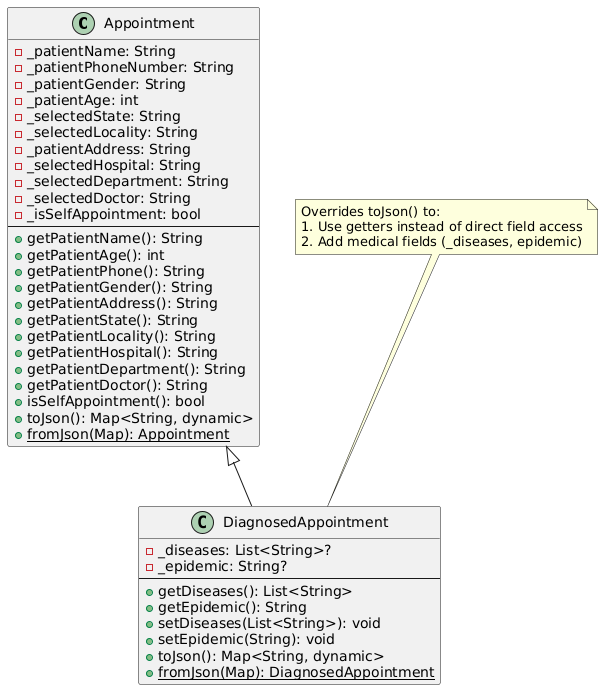 C Appointment
_patientName: String
_patientPhoneNumber: String
_patientGender: String
_patientAge: int
_selectedState: String
_selectedLocality: String
_patientAddress: String
_selectedHospital: String
_selectedDepartment: String
_selectedDoctor: String
_isSelfAppointment: bool
getPatientName(): String
getPatientAge(): int
getPatientPhone(): String
getPatientGender(): String
getPatientAddress(): String
getPatientState(): String
getPatientLocality(): String
getPatientHospital(): String
getPatientDepartment(): String
getPatientDoctor(): String
isSelfAppointment(): bool
toJson(): Map<String, dynamic>
fromJson(Map): Appointment
Overrides toJson() to:
1. Use getters instead of direct field access
2. Add medical fields (_diseases, epidemic)
C DiagnosedAppointment
_diseases: List<String>?
_epidemic: String?
getDiseases(): List<String>
getEpidemic(): String
setDiseases(List<String>): void
setEpidemic(String): void
toJson(): Map<String, dynamic>
fromJson(Map): DiagnosedAppointment